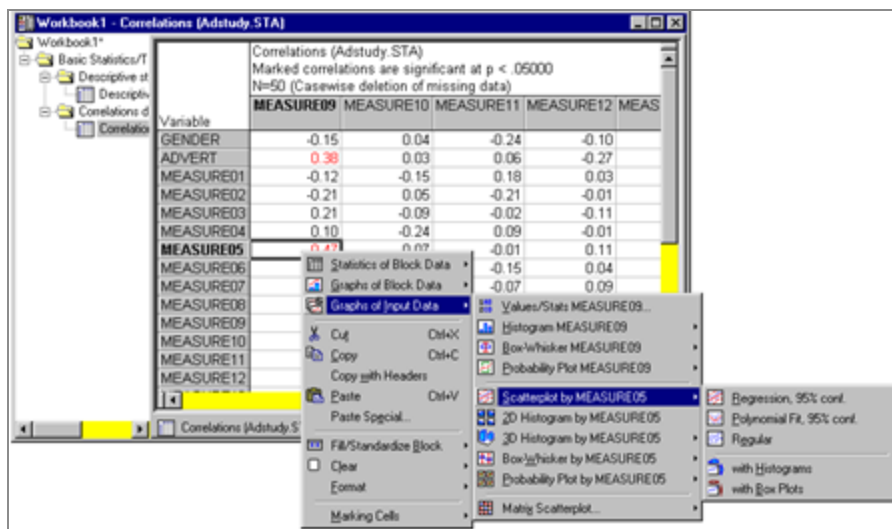 Workbook1 - Correlations (Adstudy.STA)
Workbook1*
Basic Statistics/T
Descriptive st
Descriptiv
Correlations d
Correlatio
Correlations (Adstudy.STA)
Marked correlations are significant at p < .05000
N=50 (Casewise deletion of missing data)
Variable MEASURE09 MEASURE10 MEASURE11 MEASURE12 MEAS
GENDER -0.15 0.04 -0.24 -0.10
ADVERT 0.38 0.03 0.06 -0.27
MEASURE01 -0.12 -0.15 0.18 0.03
MEASURE02 -0.21 0.05 -0.21 -0.01
MEASURE03 0.21 -0.09 -0.02 -0.11
MEASURE04 0.10 -0.24 0.09 -0.01
MEASURE05 0.47 0.07 -0.01 0.11
MEASURE06 -0.15 0.04
MEASURE07 -0.07 0.09
MEASURE08
MEASURE09
MEASURE10
MEASURE11
MEASURE12
Correlations (Adstudy.S
Statistics of Block Data
Graphs of Block Data
Graphs of Input Data
Cut Ctrl+X
Copy Ctrl+C
Copy with Headers
Paste Ctrl+V
Paste Special...
Fill/Standardize Block
Clear
Format
Marking Cells
Values/Stats MEASURE09...
Histogram MEASURE09
Box-Whisker MEASURE09
Probability Plot MEASURE09
Scatterplot by MEASURE05
2D Histogram by MEASURE05
3D Histogram by MEASURE05
Box-Whisker by MEASURE05
Probability Plot by MEASURE05
Matrix Scatterplot...
Regression, 95% conf.
Polynomial Fit, 95% conf.
Regular
with Histograms
with Box Plots